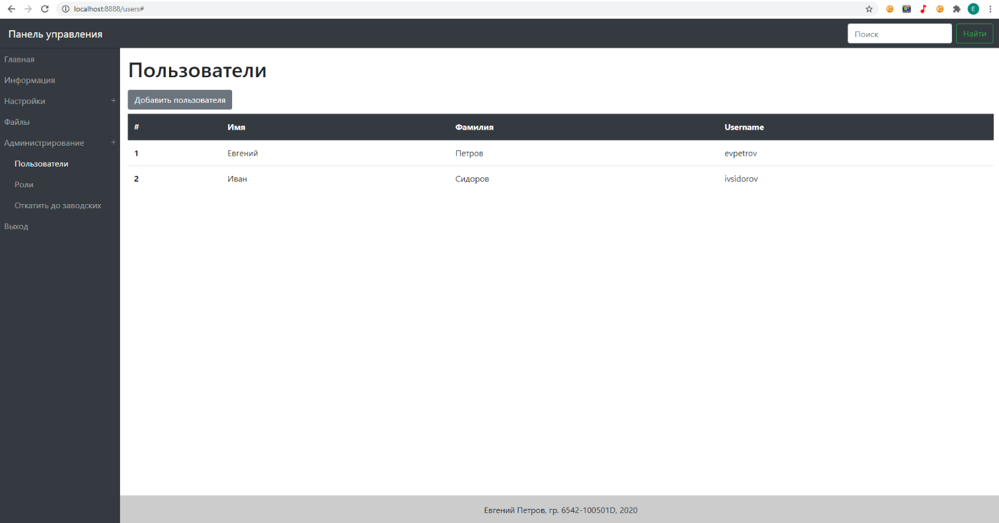 localhost:8888/users#
E
Панель управления
Поиск
Найти
Главная
Информация
Настройки +
Файлы
Администрирование +
Пользователи
Роли
Откатить до заводских
Выход
Пользователи
Добавить пользователя
# Имя Фамилия Username
1 Евгений Петров evpetrov
2 Иван Сидоров ivsidorov
Евгений Петров, гр. 6542-100501D, 2020